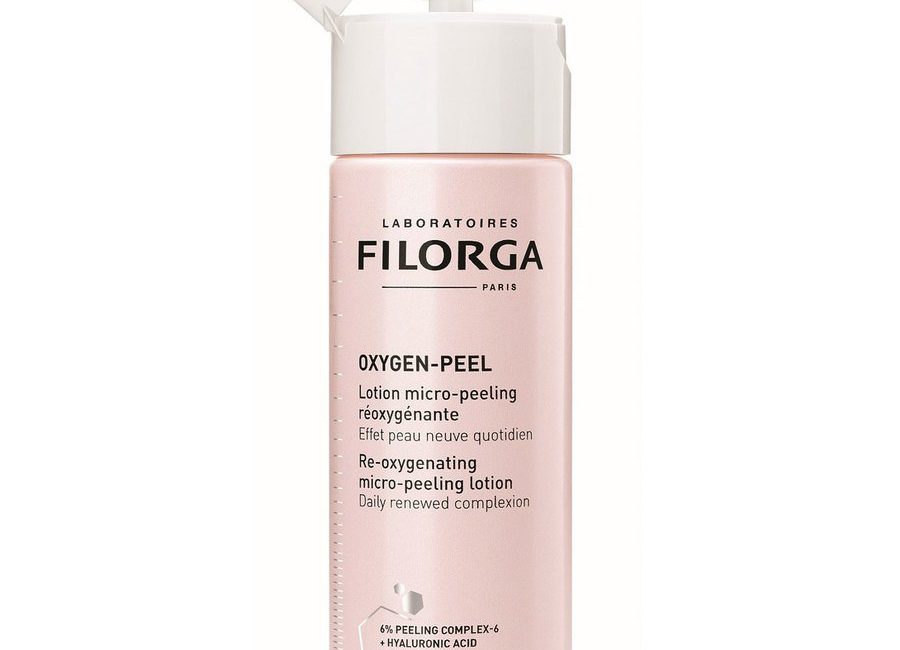 LABORATOIRES
FILORGA
PARIS
OXYGEN-PEEL
Lotion micro-peeling
réoxygénante
Effet peau neuve quotidien
Re-oxygenating
micro-peeling lotion
Daily renewed complexion
6% PEELING COMPLEX-6
+ HYALURONIC ACID